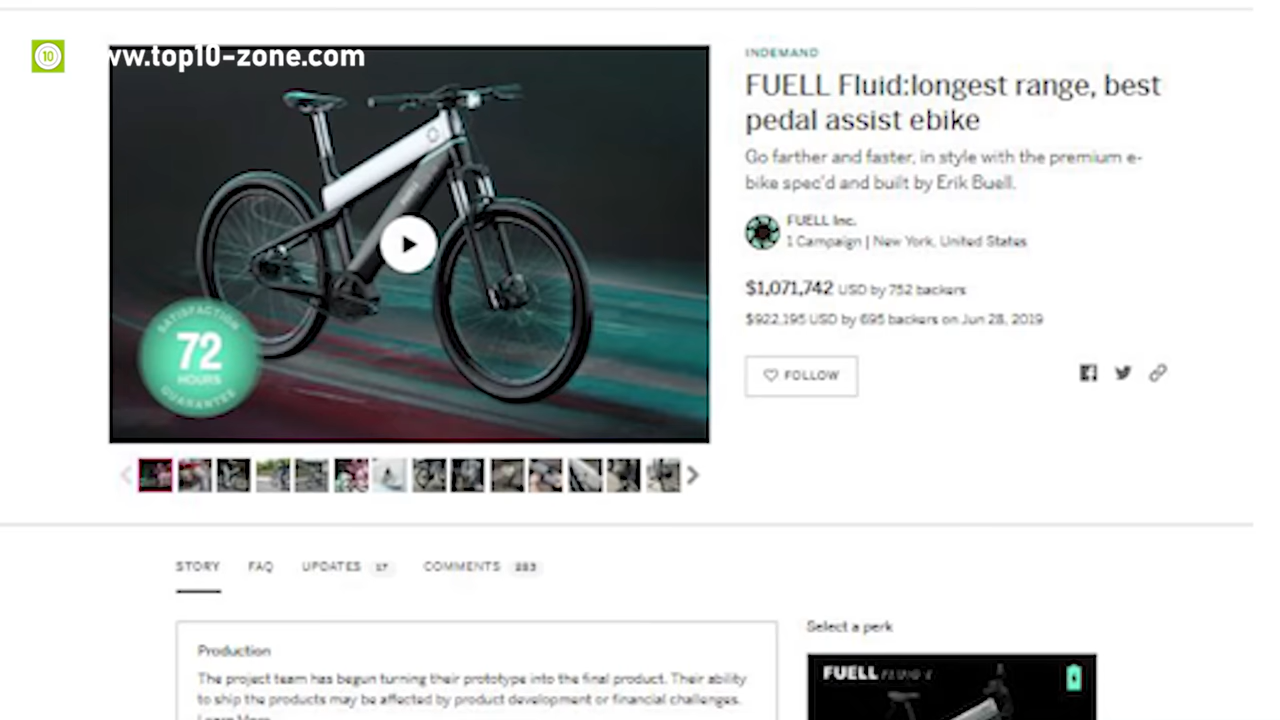 10
ww.top10-zone.com
SATISFACTION
72
HOURS
GUARANTEE
INDEMAND
FUELL Fluid:longest range, best
pedal assist ebike
Go farther and faster, in style with the premium e-
bike spec'd and built by Erik Buell.
FUELL Inc.
1 Campaign | New York, United States
$1,071,742 USD by 752 backers
$922,195 USD by 695 backers on Jun 28, 2019
FOLLOW
STORY FAQ UPDATES 17 COMMENTS
Production
The project team has begun turning their prototype into the final product. Their ability
to ship the products may be affected by product development or financial challenges.
Learn More
Select a perk
FUELL